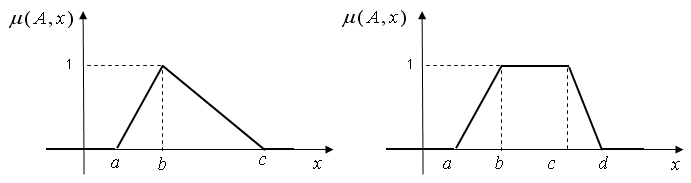 μ(A, x) μ(A, x)
1 1
a b c x a b c d x